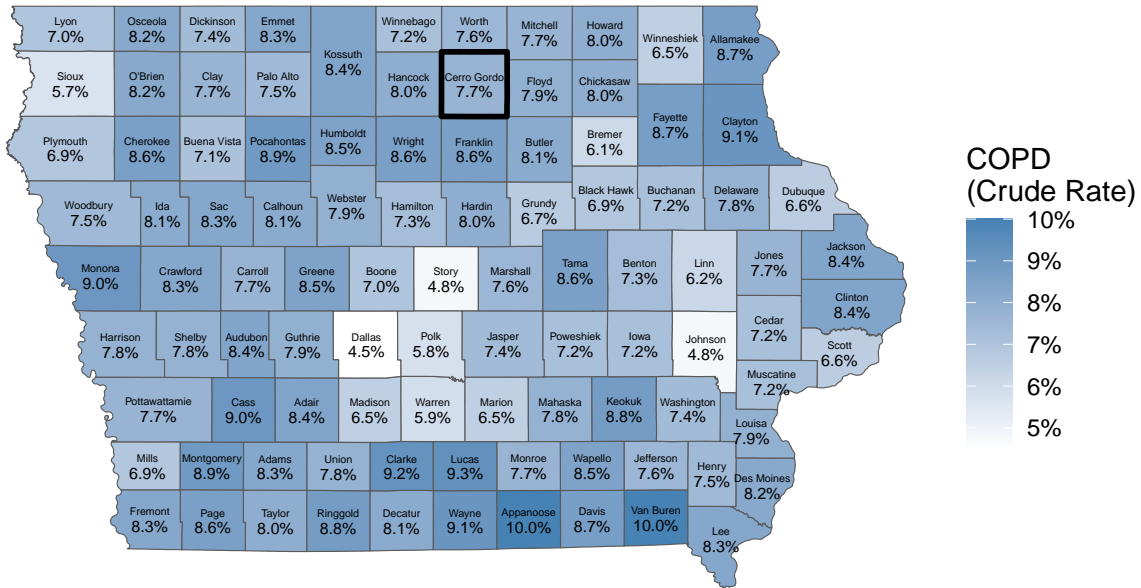 Lyon
7.0%
Osceola
8.2%
Dickinson
7.4%
Emmet
8.3%
Kossuth
8.4%
Winnebago
7.2%
Worth
7.6%
Mitchell
7.7%
Howard
8.0%
Winneshiek
6.5%
Allamakee
8.7%
Sioux
5.7%
O'Brien
8.2%
Clay
7.7%
Palo Alto
7.5%
Hancock
8.0%
Cerro Gordo
7.7%
Floyd
7.9%
Chickasaw
8.0%
Fayette
8.7%
Clayton
9.1%
Plymouth
6.9%
Cherokee
8.6%
Buena Vista
7.1%
Pocahontas
8.9%
Humboldt
8.5%
Wright
8.6%
Franklin
8.6%
Butler
8.1%
Bremer
6.1%
Woodbury
7.5%
Ida
8.1%
Sac
8.3%
Calhoun
8.1%
Webster
7.9%
Hamilton
7.3%
Hardin
8.0%
Grundy
6.7%
Black Hawk
6.9%
Buchanan
7.2%
Delaware
7.8%
Dubuque
6.6%
Monona
9.0%
Crawford
8.3%
Carroll
7.7%
Greene
8.5%
Boone
7.0%
Story
4.8%
Marshall
7.6%
Tama
8.6%
Benton
7.3%
Linn
6.2%
Jones
7.7%
Jackson
8.4%
Clinton
8.4%
Harrison
7.8%
Shelby
7.8%
Audubon
8.4%
Guthrie
7.9%
Dallas
4.5%
Polk
5.8%
Jasper
7.4%
Poweshiek
7.2%
Iowa
7.2%
Johnson
4.8%
Cedar
7.2%
Scott
6.6%
Muscatine
7.2%
Pottawattamie
7.7%
Cass
9.0%
Adair
8.4%
Madison
6.5%
Warren
5.9%
Marion
6.5%
Mahaska
7.8%
Keokuk
8.8%
Washington
7.4%
Louisa
7.9%
Mills
6.9%
Montgomery
8.9%
Adams
8.3%
Union
7.8%
Clarke
9.2%
Lucas
9.3%
Monroe
7.7%
Wapello
8.5%
Jefferson
7.6%
Henry
7.5%
Des Moines
8.2%
Fremont
8.3%
Page
8.6%
Taylor
8.0%
Ringgold
8.8%
Decatur
8.1%
Wayne
9.1%
Appanoose
10.0%
Davis
8.7%
Van Buren
10.0%
Lee
8.3%
COPD
(Crude Rate)
10%
9%
8%
7%
6%
5%